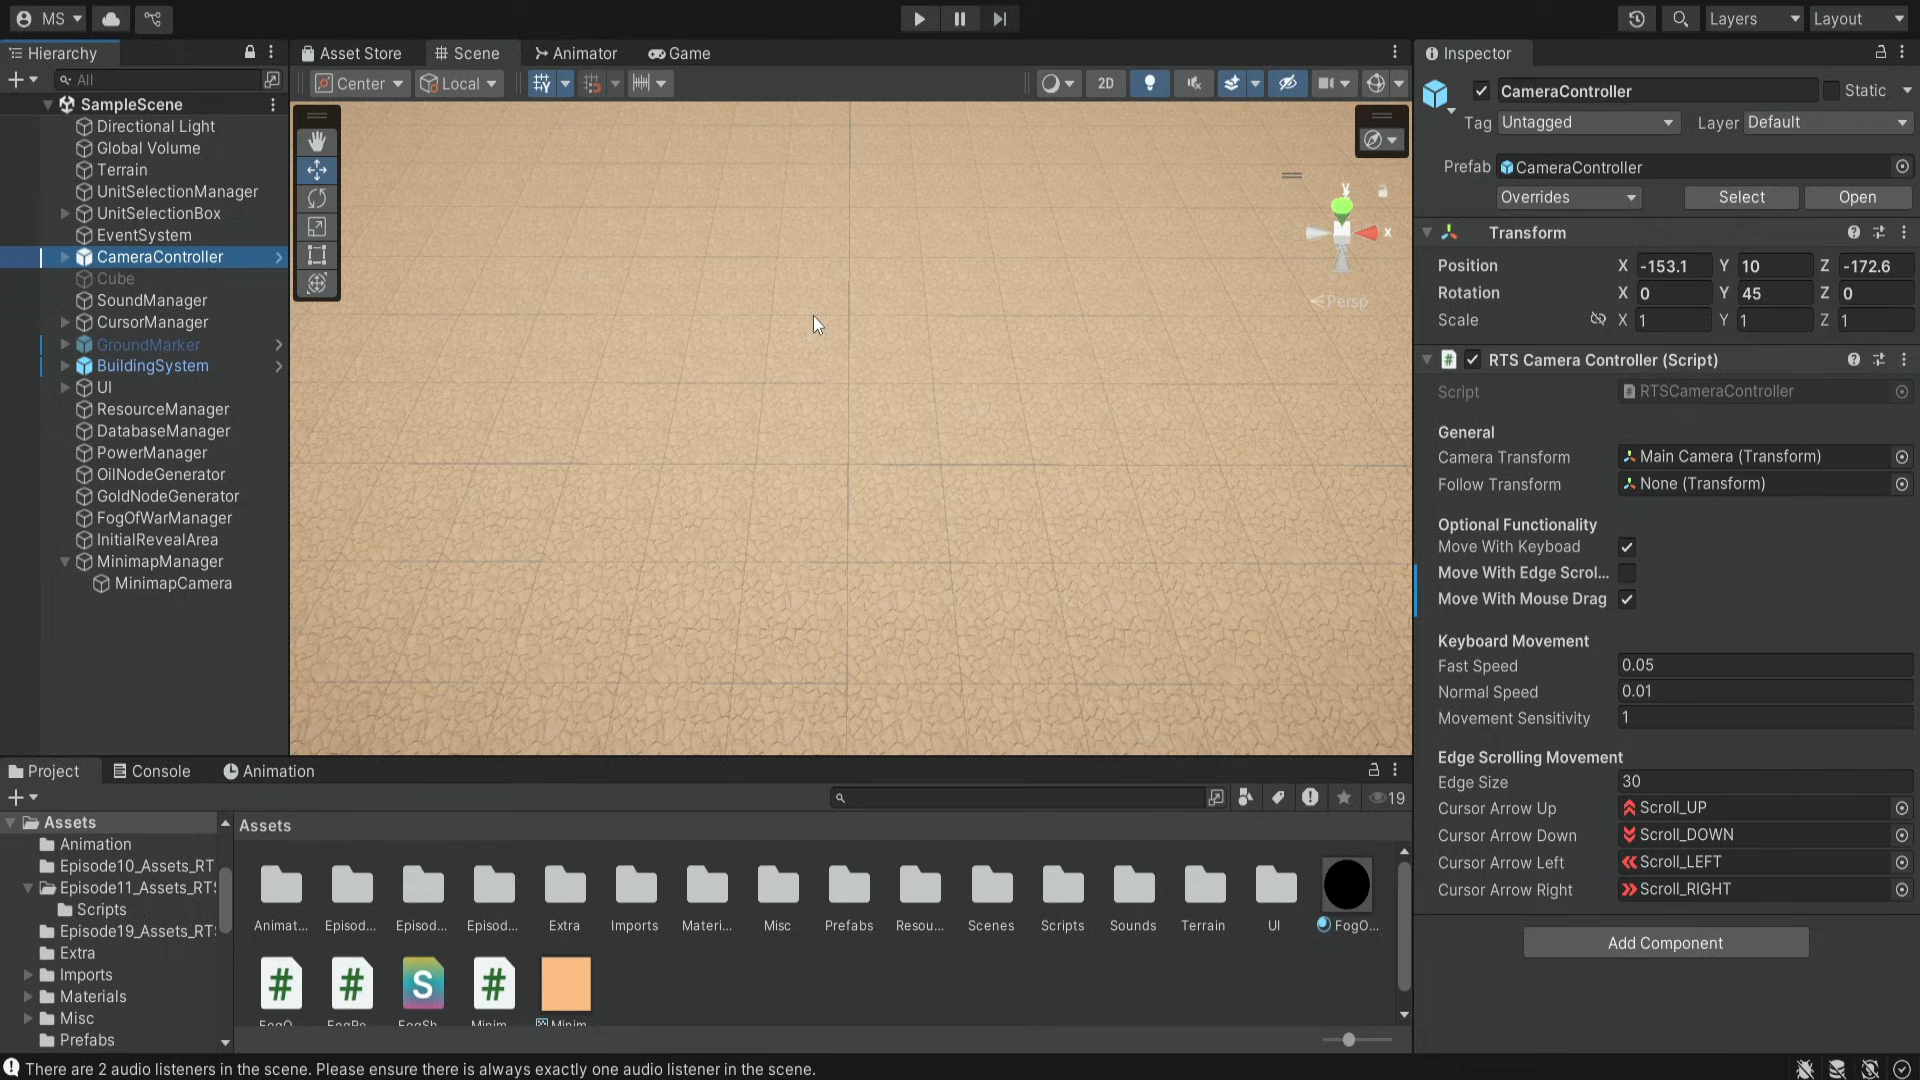 MS
Layers
Layout
Hierarchy
All
SampleScene
Directional Light
Global Volume
Terrain
UnitSelectionManager
UnitSelectionBox
EventSystem
CameraController
Cube
SoundManager
CursorManager
GroundMarker
BuildingSystem
UI
ResourceManager
DatabaseManager
PowerManager
OilNodeGenerator
GoldNodeGenerator
FogOfWarManager
InitialRevealArea
MinimapManager
MinimapCamera
Asset Store
Scene
Animator
Game
Center
Local
2D
y
x
Persp
Inspector
CameraController
Static
Tag Untagged
Layer Default
Prefab CameraController
Overrides
Select
Open
Transform
Position X -153.1 Y 10 Z -172.6
Rotation X 0 Y 45 Z 0
Scale X 1 Y 1 Z 1
# RTS Camera Controller (Script)
Script RTSCameraController
General
Camera Transform Main Camera (Transform)
Follow Transform None (Transform)
Optional Functionality
Move With Keyboad
Move With Edge Scrol...
Move With Mouse Drag
Keyboard Movement
Fast Speed 0.05
Normal Speed 0.01
Movement Sensitivity 1
Edge Scrolling Movement
Edge Size 30
Cursor Arrow Up Scroll_UP
Cursor Arrow Down Scroll_DOWN
Cursor Arrow Left Scroll_LEFT
Cursor Arrow Right Scroll_RIGHT
Add Component
Project
Console
Animation
19
Assets
Animation
Episode10_Assets_RT
Episode11_Assets_RTS
Scripts
Episode19_Assets_RTS
Extra
Imports
Materials
Misc
Prefabs
Assets
Animat...
Episod...
Episod...
Episod...
Extra
Imports
Materi...
Misc
Prefabs
Resou...
Scenes
Scripts
Sounds
Terrain
UI
FogO...
#
#
S
#
There are 2 audio listeners in the scene. Please ensure there is always exactly one audio listener in the scene.